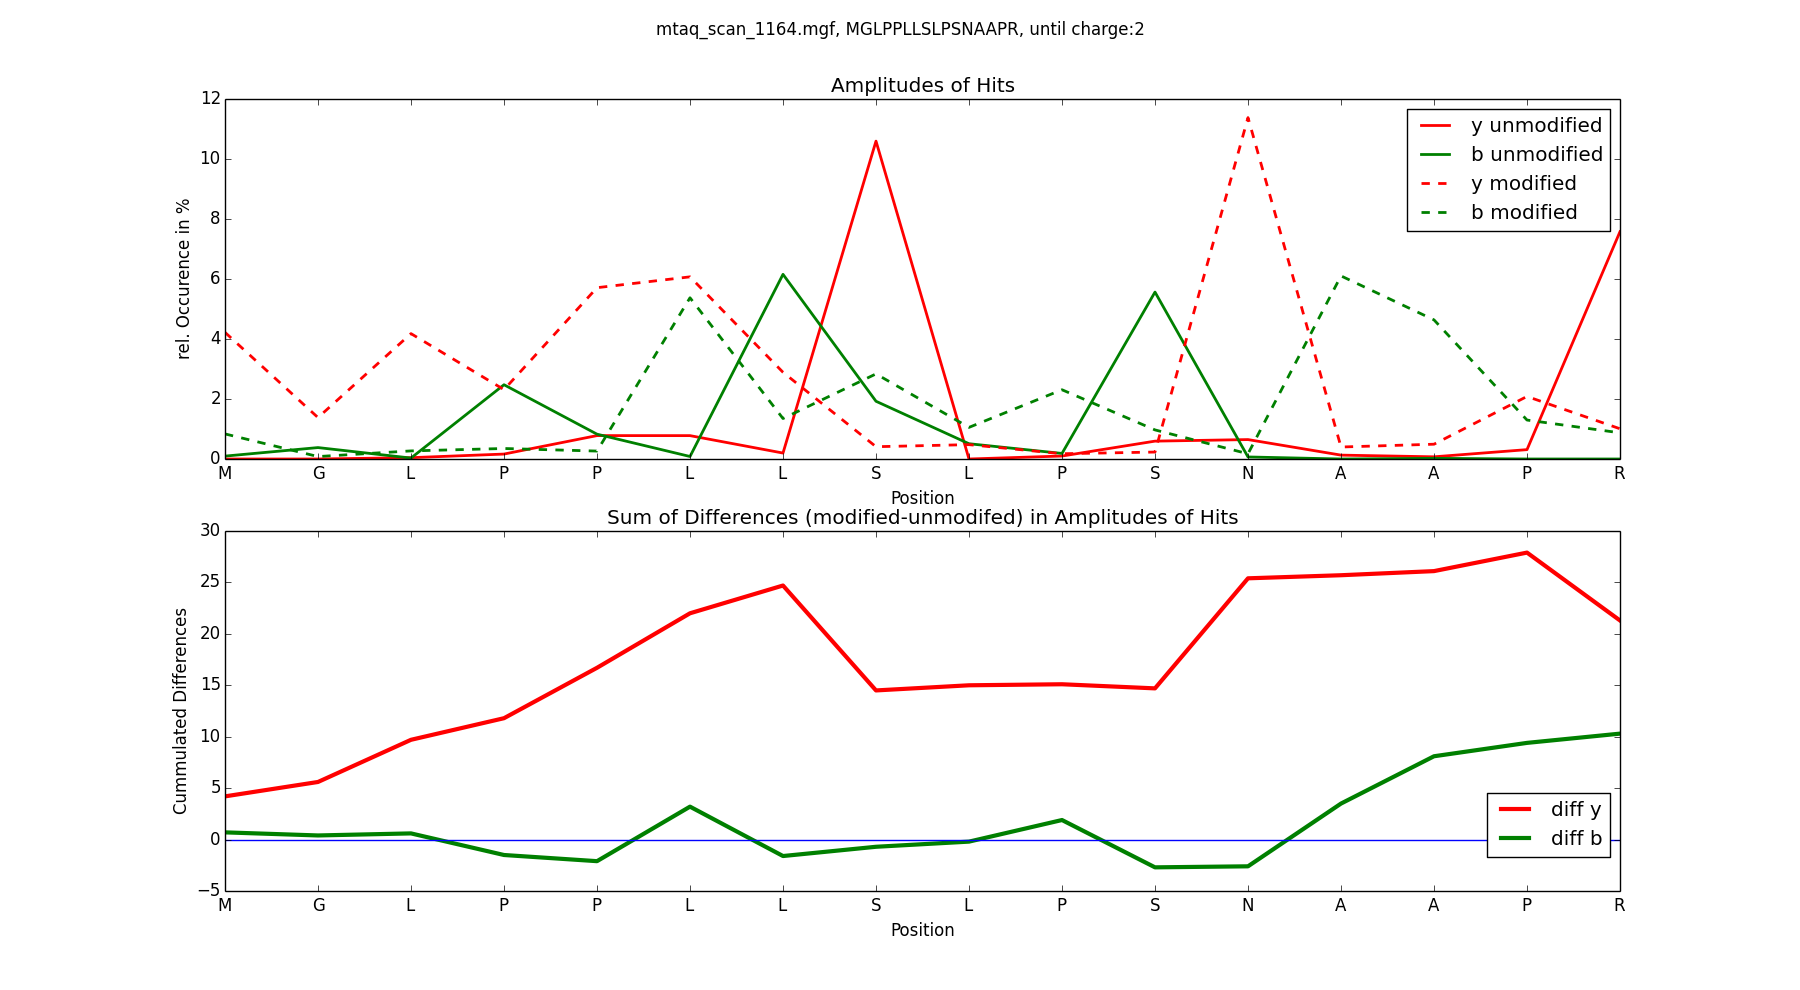 mtaq_scan_1164.mgf, MGLPPLLSLPSNAAPR, until charge:2
Amplitudes of Hits
12
10
8
6
4
2
0
rel. Occurence in %
y unmodified
b unmodified
y modified
b modified
M G L P P L L S L P S N A A P R
Position
Sum of Differences (modified-unmodifed) in Amplitudes of Hits
30
25
20
15
10
5
0
−5
Cummulated Differences
diff y
diff b
M G L P P L L S L P S N A A P R
Position